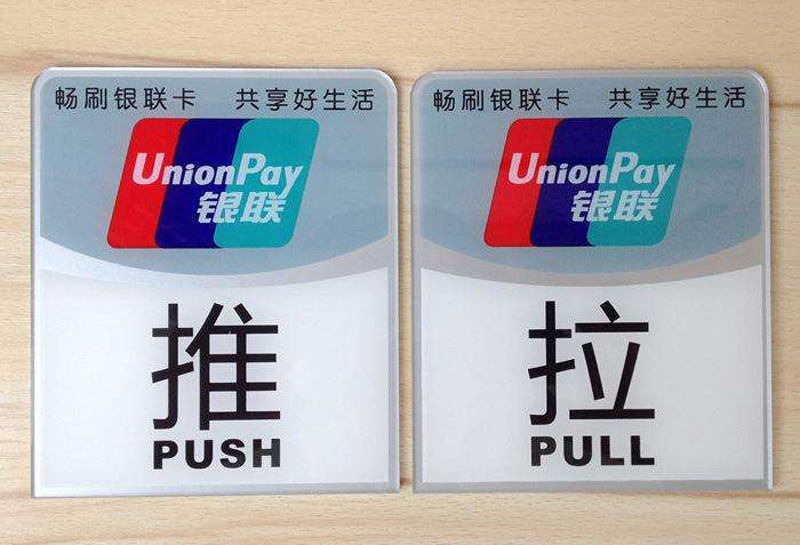 畅刷银联卡 共享好生活
UnionPay
银联
推
PUSH
畅刷银联卡 共享好生活
UnionPay
银联
拉
PULL